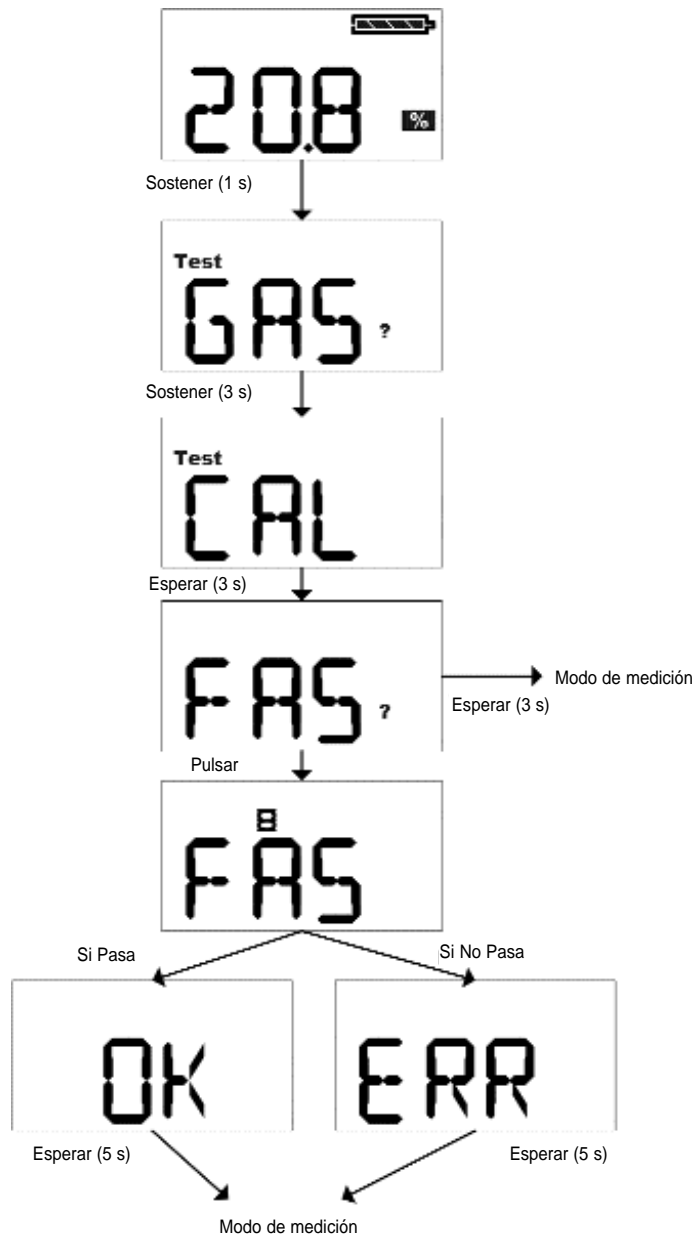 20.8 %
Sostener (1 s)
Test
GAS ?
Sostener (3 s)
Test
CAL
Esperar (3 s)
FAS ?
Modo de medición
Esperar (3 s)
Pulsar
8
FAS
Si Pasa
Si No Pasa
OK
ERR
Esperar (5 s)
Esperar (5 s)
Modo de medición